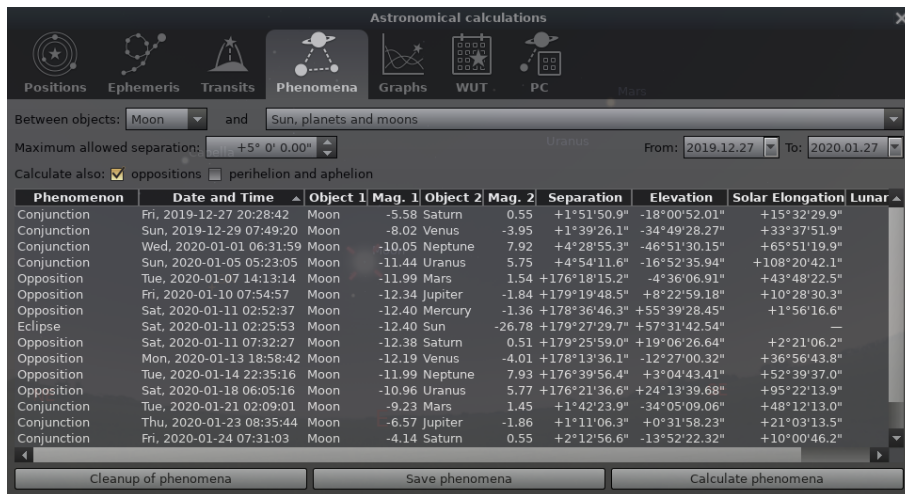 Astronomical calculations
Positions Ephemeris Transits Phenomena Graphs WUT PC
Mars
Between objects: Moon and Sun, planets and moons
Uranus
Maximum allowed separation: +5° 0' 0.00" From: 2019.12.27 To: 2020.01.27
Calculate also: oppositions perihelion and aphelion
Phenomenon Date and Time Object 1 Mag. 1 Object 2 Mag. 2 Separation Elevation Solar Elongation Lunar
Conjunction Fri, 2019-12-27 20:28:42 Moon -5.58 Saturn 0.55 +1°51'50.9" -18°00'52.01" +15°32'29.9"
Conjunction Sun, 2019-12-29 07:49:20 Moon -8.02 Venus -3.95 +1°39'26.1" -34°49'28.27" +33°37'51.9"
Conjunction Wed, 2020-01-01 06:31:59 Moon -10.05 Neptune 7.92 +4°28'55.3" -46°51'30.15" +65°51'19.9"
Conjunction Sun, 2020-01-05 05:23:05 Moon -11.44 Uranus 5.75 +4°54'11.6" -16°52'35.94" +108°20'42.1"
Opposition Tue, 2020-01-07 14:13:14 Moon -11.99 Mars 1.54 +176°18'15.2" -4°36'06.91" +43°48'22.5"
Opposition Fri, 2020-01-10 07:54:57 Moon -12.34 Jupiter -1.84 +179°19'48.5" +8°22'59.18" +10°28'30.3"
Opposition Sat, 2020-01-11 02:52:37 Moon -12.40 Mercury -1.36 +178°36'46.3" +55°39'28.45" +1°56'16.6"
Eclipse Sat, 2020-01-11 02:25:53 Moon -12.40 Sun -26.78 +179°27'29.7" +57°31'42.54" —
Opposition Sat, 2020-01-11 07:32:27 Moon -12.38 Saturn 0.51 +179°25'59.0" +19°06'26.64" +2°21'06.2"
Opposition Mon, 2020-01-13 18:58:42 Moon -12.19 Venus -4.01 +178°13'36.1" -12°27'00.32" +36°56'43.8"
Opposition Tue, 2020-01-14 22:35:16 Moon -11.99 Neptune 7.93 +176°39'56.4" +3°04'43.41" +52°39'37.0"
Opposition Sat, 2020-01-18 06:05:16 Moon -10.96 Uranus 5.77 +176°21'36.6" +24°13'39.68" +95°22'13.9"
Conjunction Tue, 2020-01-21 02:09:01 Moon -9.23 Mars 1.45 +1°42'23.9" -34°05'09.06" +48°12'13.0"
Conjunction Thu, 2020-01-23 08:35:44 Moon -6.57 Jupiter -1.86 +1°11'06.3" +0°31'58.23" +21°03'13.5"
Conjunction Fri, 2020-01-24 07:31:03 Moon -4.14 Saturn 0.55 +2°12'56.6" -13°52'22.32" +10°00'46.2"
Cleanup of phenomena Save phenomena Calculate phenomena